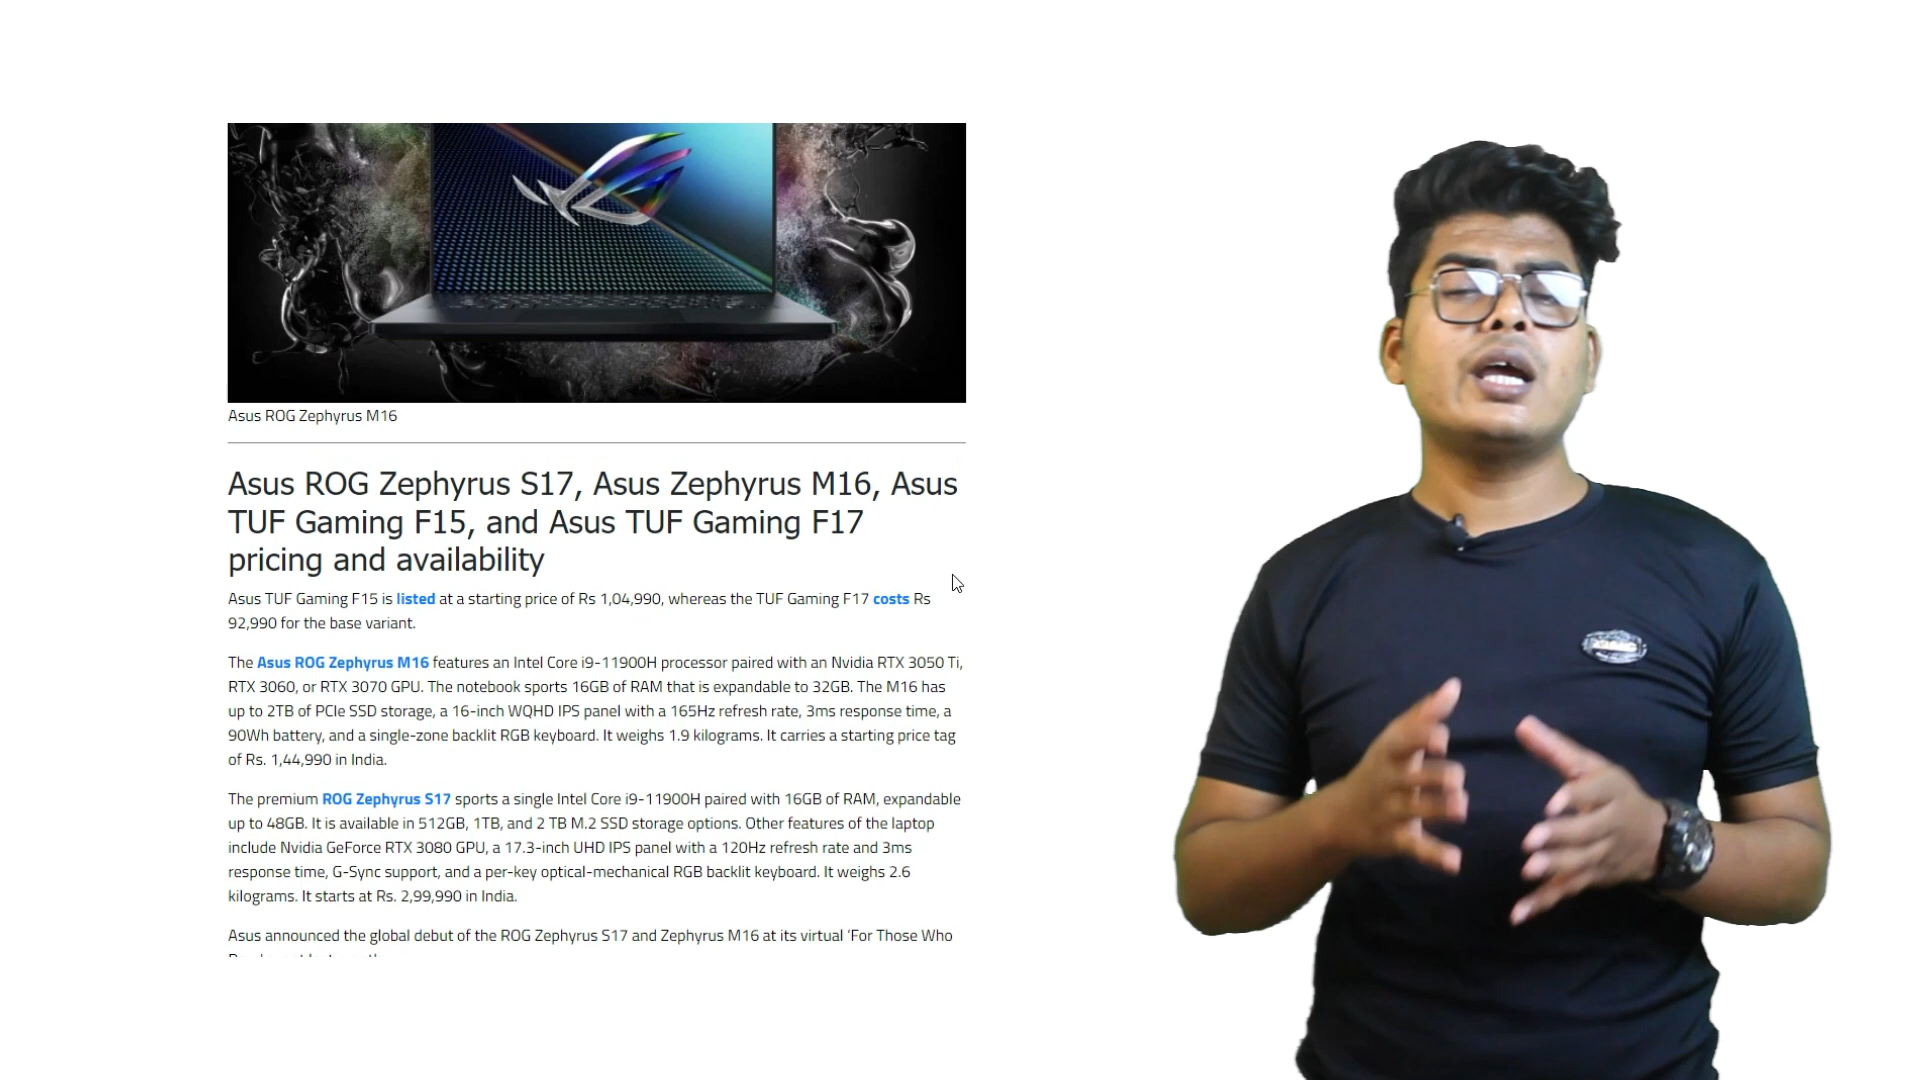 Asus ROG Zephyrus M16
Asus ROG Zephyrus S17, Asus Zephyrus M16, Asus
TUF Gaming F15, and Asus TUF Gaming F17
pricing and availability
Asus TUF Gaming F15 is listed at a starting price of Rs 1,04,990, whereas the TUF Gaming F17 costs Rs
92,990 for the base variant.
The Asus ROG Zephyrus M16 features an Intel Core i9-11900H processor paired with an Nvidia RTX 3050 Ti,
RTX 3060, or RTX 3070 GPU. The notebook sports 16GB of RAM that is expandable to 32GB. The M16 has
up to 2TB of PCIe SSD storage, a 16-inch WQHD IPS panel with a 165Hz refresh rate, 3ms response time, a
90Wh battery, and a single-zone backlit RGB keyboard. It weighs 1.9 kilograms. It carries a starting price tag
of Rs. 1,44,990 in India.
The premium ROG Zephyrus S17 sports a single Intel Core i9-11900H paired with 16GB of RAM, expandable
up to 48GB. It is available in 512GB, 1TB, and 2 TB M.2 SSD storage options. Other features of the laptop
include Nvidia GeForce RTX 3080 GPU, a 17.3-inch UHD IPS panel with a 120Hz refresh rate and 3ms
response time, G-Sync support, and a per-key optical-mechanical RGB backlit keyboard. It weighs 2.6
kilograms. It starts at Rs. 2,99,990 in India.
Asus announced the global debut of the ROG Zephyrus S17 and Zephyrus M16 at its virtual ‘For Those Who